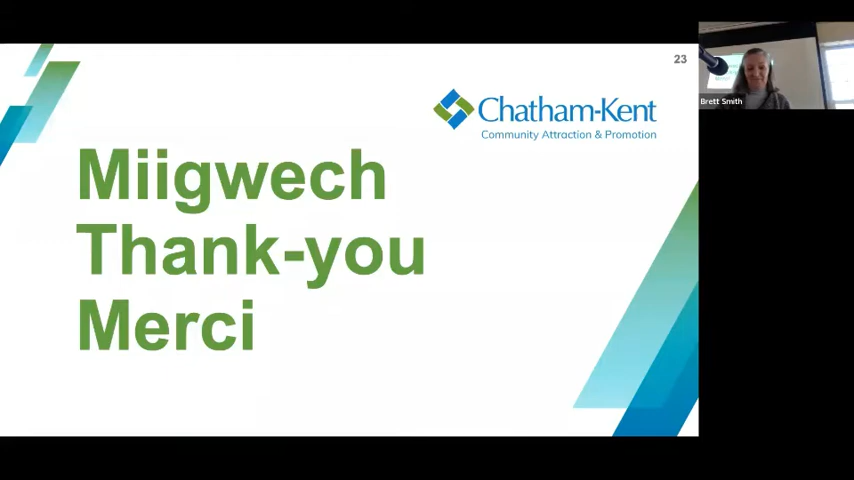 23
Chatham-Kent
Community Attraction & Promotion
Miigwech
Thank-you
Merci
Brett Smith